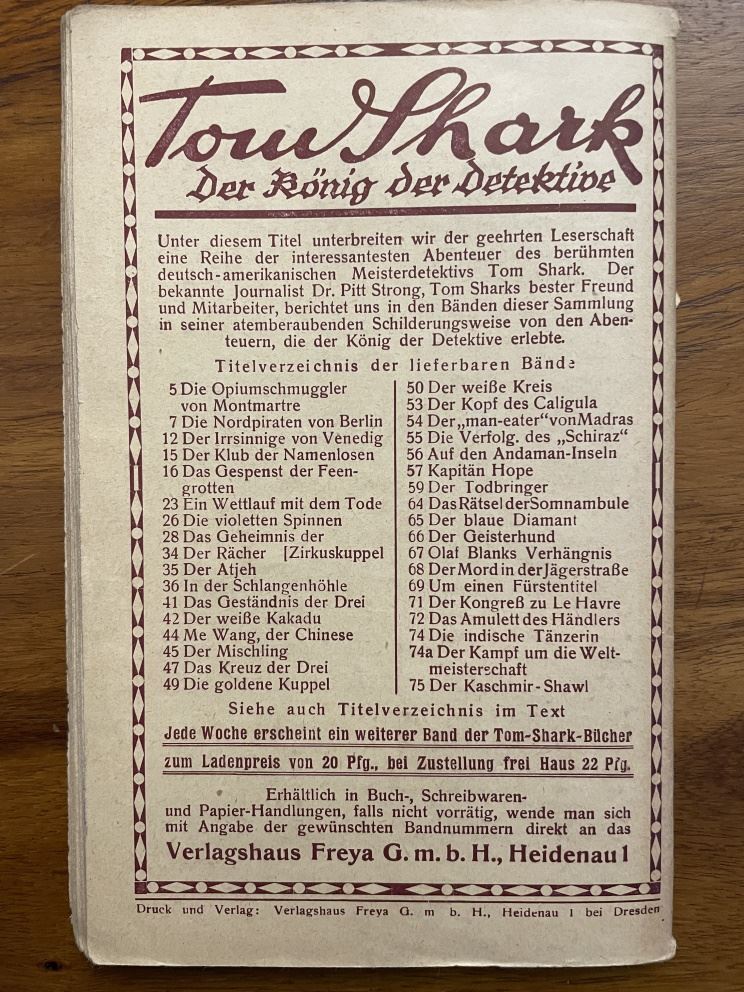 Tom Shark
Der König der Detektive
Unter diesem Titel unterbreiten wir der geehrten Leserschaft
eine Reihe der interessantesten Abenteuer des berühmten
deutsch-amerikanischen Meisterdetektivs Tom Shark. Der
bekannte Journalist Dr. Pitt Strong, Tom Sharks bester Freund
und Mitarbeiter, berichtet uns in den Bänden dieser Sammlung
in seiner atemberaubenden Schilderungsweise von den Aben-
teuern, die der König der Detektive erlebte.
Titelverzeichnis der lieferbaren Bände
5 Die Opiumschmuggler
von Montmartre
7 Die Nordpiraten von Berlin
12 Der Irrsinnige von Venedig
15 Der Klub der Namenlosen
16 Das Gespenst der Feen-
grotten
23 Ein Wettlauf mit dem Tode
26 Die violetten Spinnen
28 Das Geheimnis der
34 Der Rächer [Zirkuskuppel
35 Der Atjeh
36 In der Schlangenhöhle
41 Das Geständnis der Drei
42 Der weiße Kakadu
44 Me Wang, der Chinese
45 Der Mischling
47 Das Kreuz der Drei
49 Die goldene Kuppel
50 Der weiße Kreis
53 Der Kopf des Caligula
54 Der „man-eater“ von Madras
55 Die Verfolg. des „Schiraz“
56 Auf den Andaman-Inseln
57 Kapitän Hope
59 Der Todbringer
64 Das Rätsel der Somnambule
65 Der blaue Diamant
66 Der Geisterhund
67 Olaf Blanks Verhängnis
68 Der Mord in der Jägerstraße
69 Um einen Fürstentitel
71 Der Kongreß zu Le Havre
72 Das Amulett des Händlers
74 Die indische Tänzerin
74a Der Kampf um die Welt-
meisterschaft
75 Der Kaschmir-Shawl
Siehe auch Titelverzeichnis im Text
Jede Woche erscheint ein weiterer Band der Tom-Shark-Bücher
zum Ladenpreis von 20 Pfg., bei Zustellung frei Haus 22 Pfg.
Erhältlich in Buch-, Schreibwaren-
und Papier-Handlungen, falls nicht vorrätig, wende man sich
mit Angabe der gewünschten Bandnummern direkt an das
Verlagshaus Freya G. m. b. H., Heidenau 1
Druck und Verlag: Verlagshaus Freya G. m b. H., Heidenau 1 bei Dresden